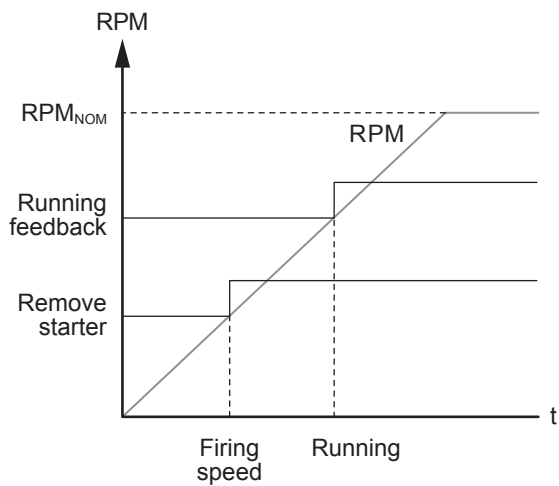 RPM
RPMNOM
RPM
Running
feedback
Remove
starter
t
Firing
speed
Running